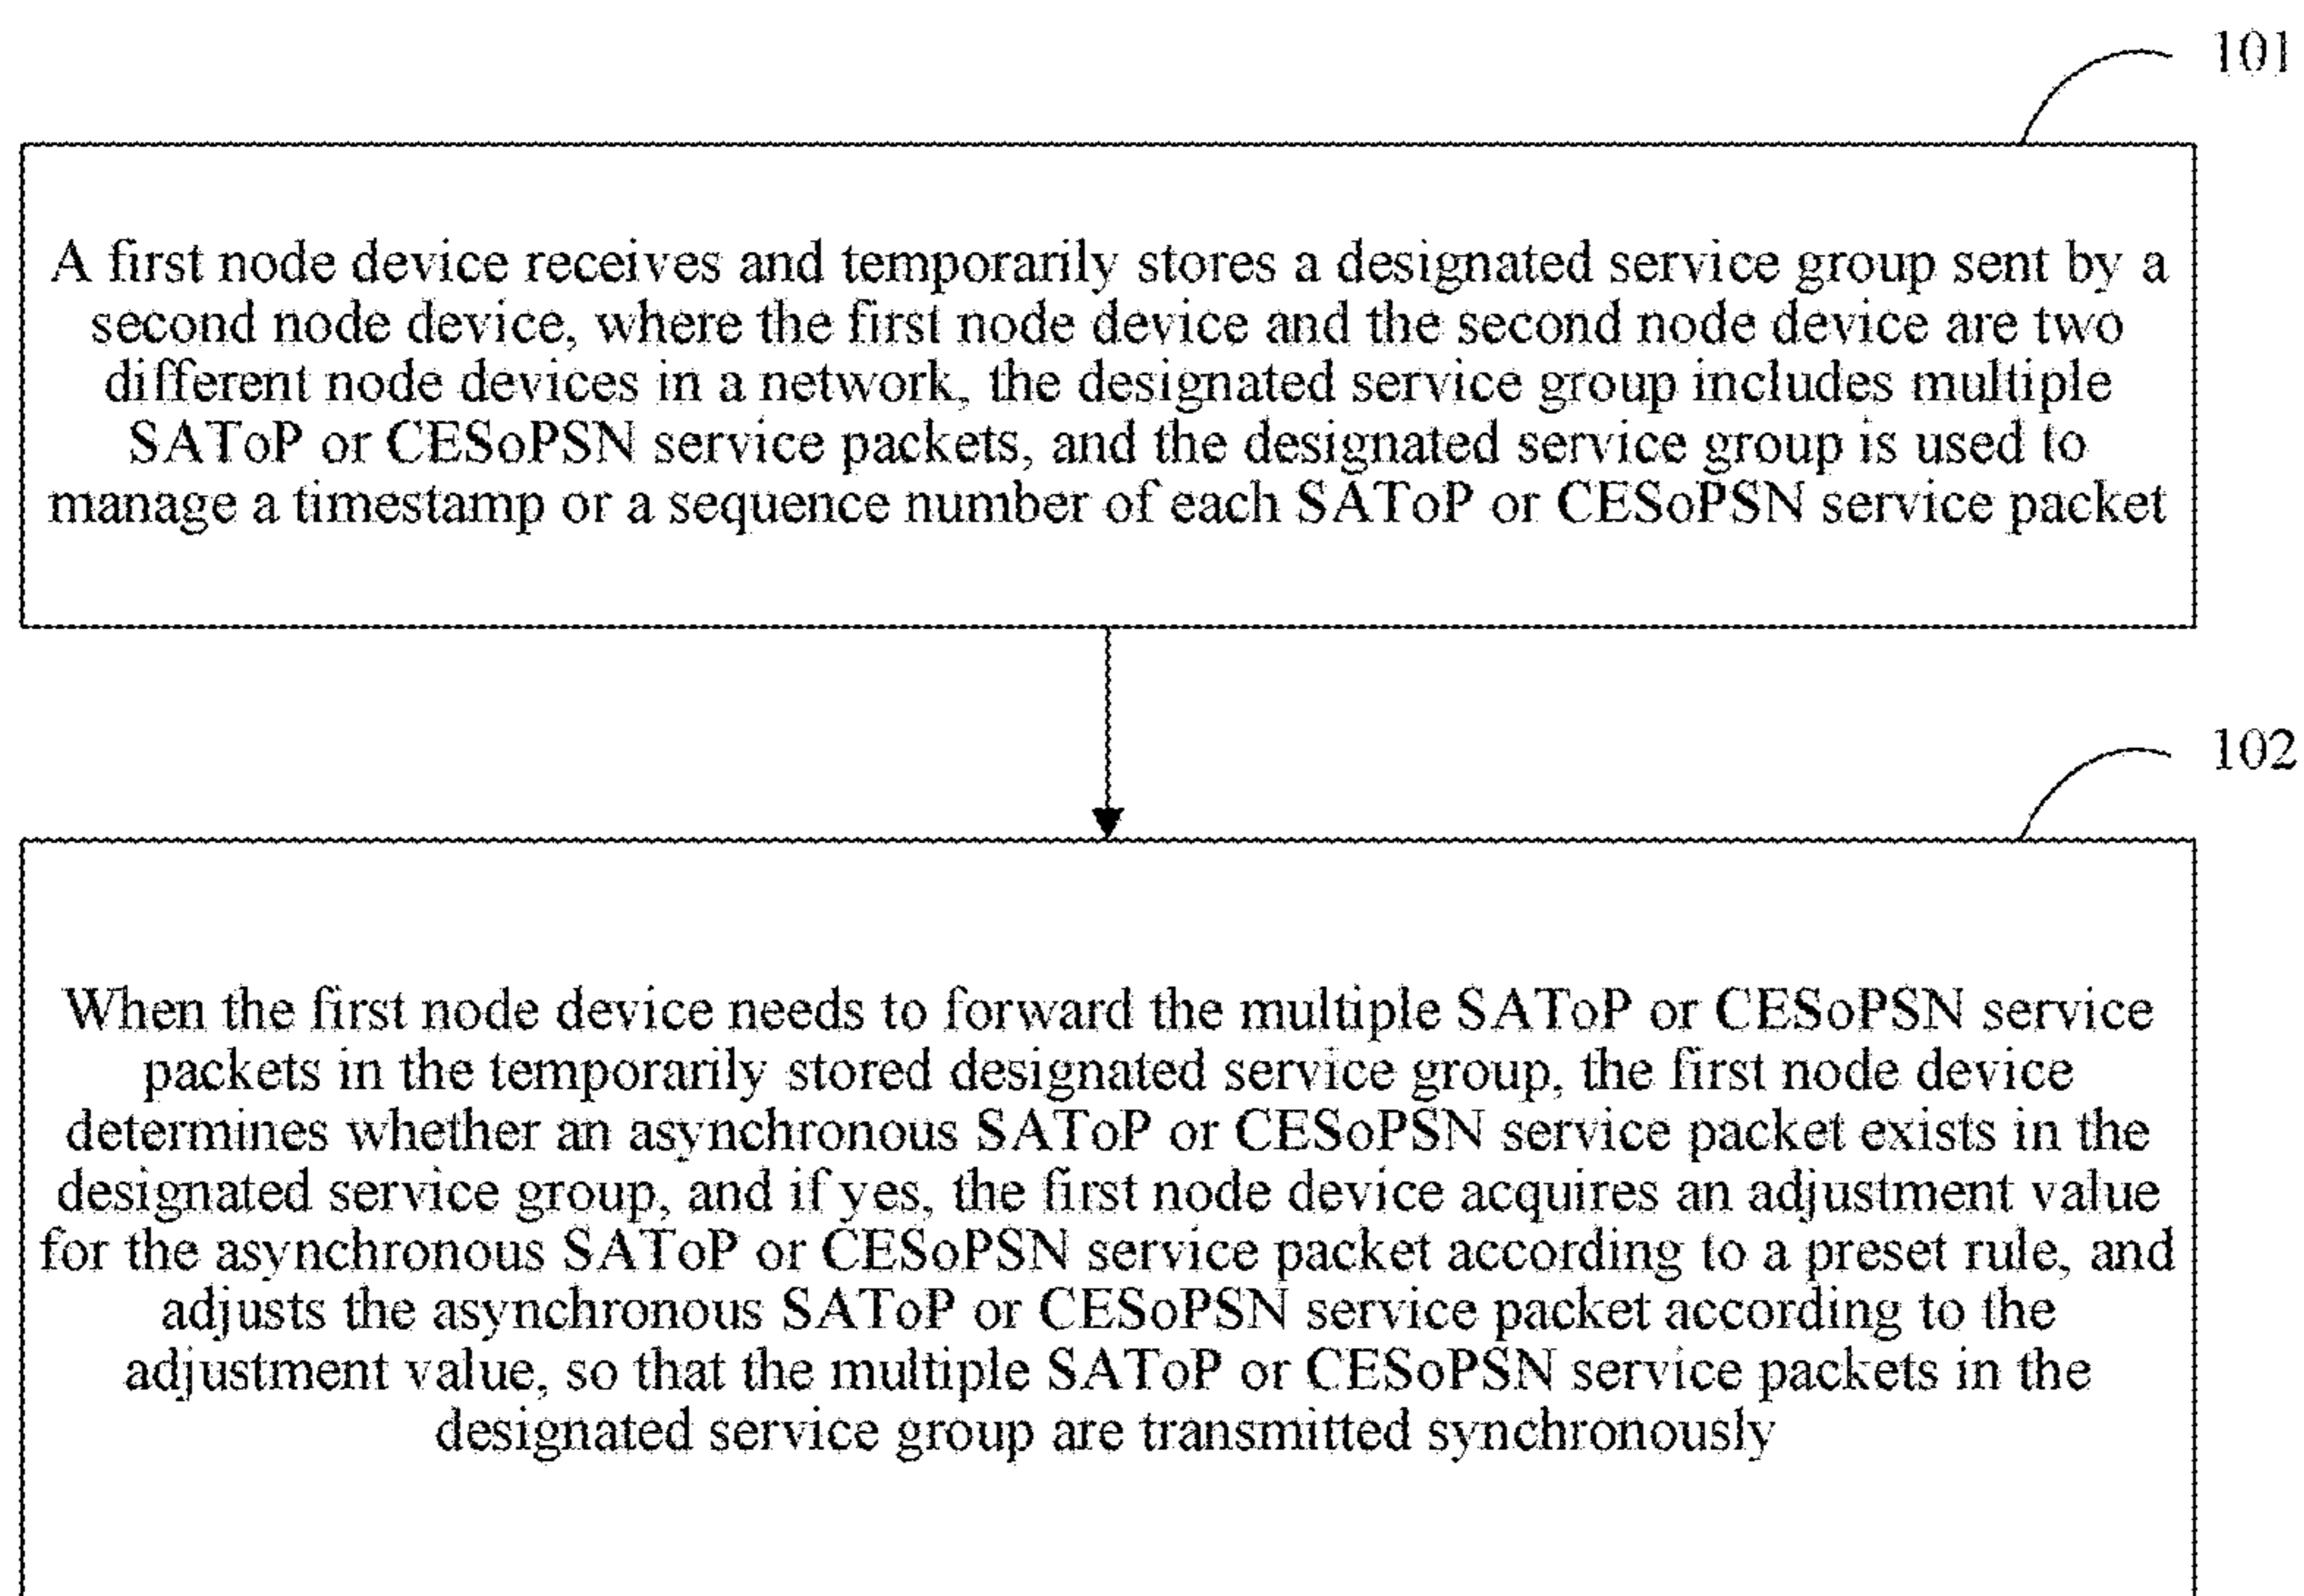 101
A first node device receives and temporarily stores a designated service group sent by a
second node device, where the first node device and the second node device are two
different node devices in a network, the designated service group includes multiple
SAToP or CESoPSN service packets, and the designated service group is used to
manage a timestamp or a sequence number of each SAToP or CESoPSN service packet
102
When the first node device needs to forward the multiple SAToP or CESoPSN service
packets in the temporarily stored designated service group, the first node device
determines whether an asynchronous SAToP or CESoPSN service packet exists in the
designated service group, and if yes, the first node device acquires an adjustment value
for the asynchronous SAToP or CESoPSN service packet according to a preset rule, and
adjusts the asynchronous SAToP or CESoPSN service packet according to the
adjustment value, so that the multiple SAToP or CESoPSN service packets in the
designated service group are transmitted synchronously